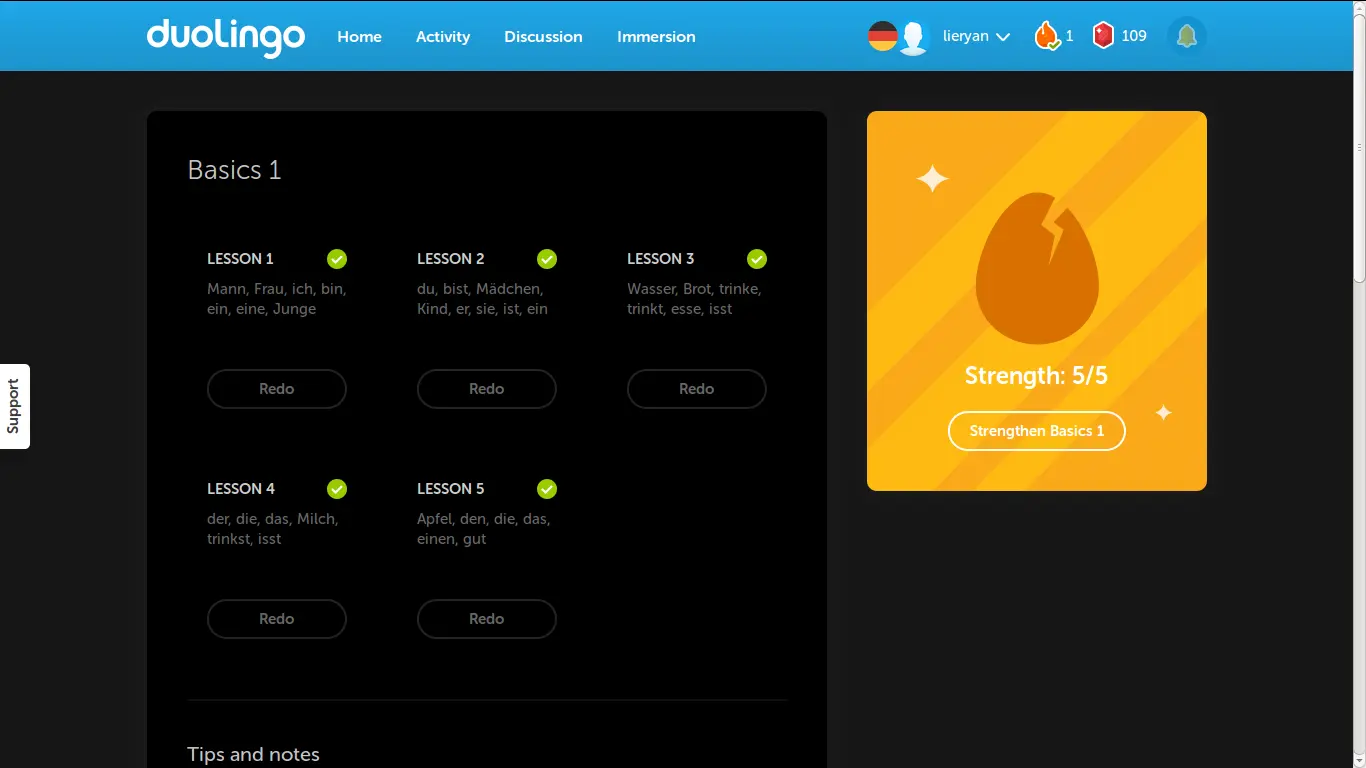 duolingo Home Activity Discussion Immersion lieryan 1 109
Basics 1
LESSON 1
Mann, Frau, ich, bin,
ein, eine, Junge
Redo
LESSON 2
du, bist, Mädchen,
Kind, er, sie, ist, ein
Redo
LESSON 3
Wasser, Brot, trinke,
trinkt, esse, isst
Redo
LESSON 4
der, die, das, Milch,
trinkst, isst
Redo
LESSON 5
Apfel, den, die, das,
einen, gut
Redo
Tips and notes
Strength: 5/5
Strengthen Basics 1
Support